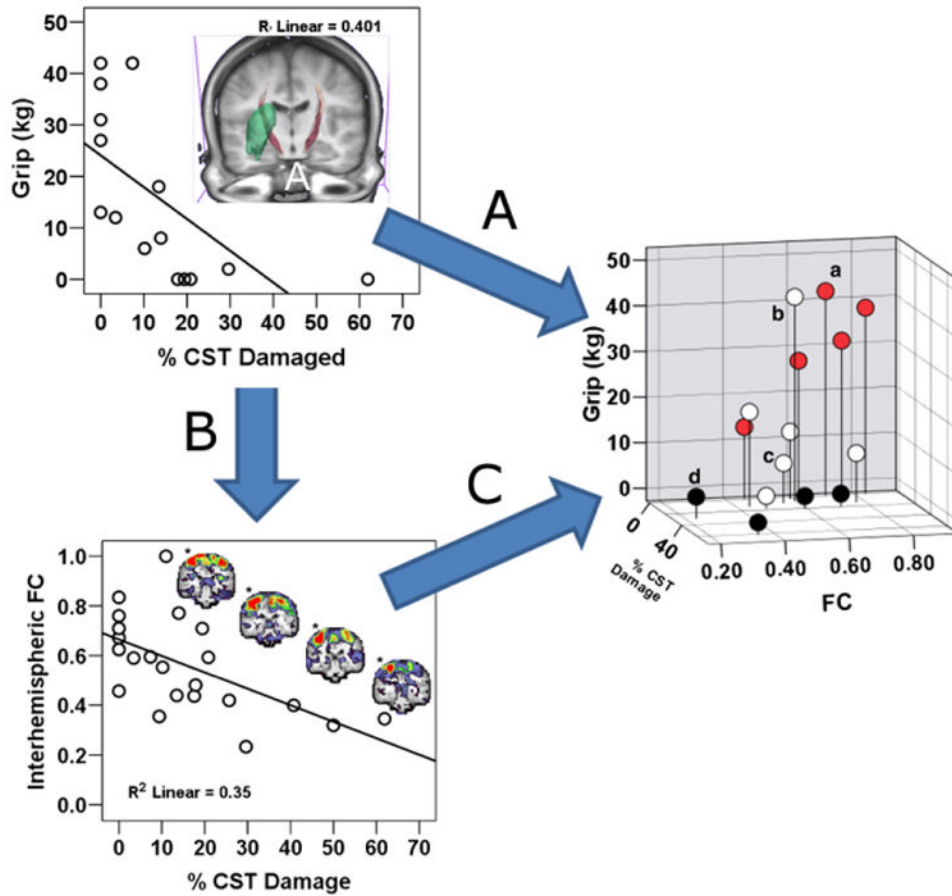 R² Linear = 0.401
Grip (kg)
50
40
30
20
10
0
A
0 10 20 30 40 50 60 70
% CST Damaged
A
B
C
Grip (kg)
50
40
30
20
10
0
a
b
c
d
0
40
% CST
Damage
0.20 0.40 0.60 0.80
FC
Interhemispheric FC
1.0
0.8
0.6
0.4
0.2
0.0
*
*
*
*
R² Linear = 0.35
0 10 20 30 40 50 60 70
% CST Damage